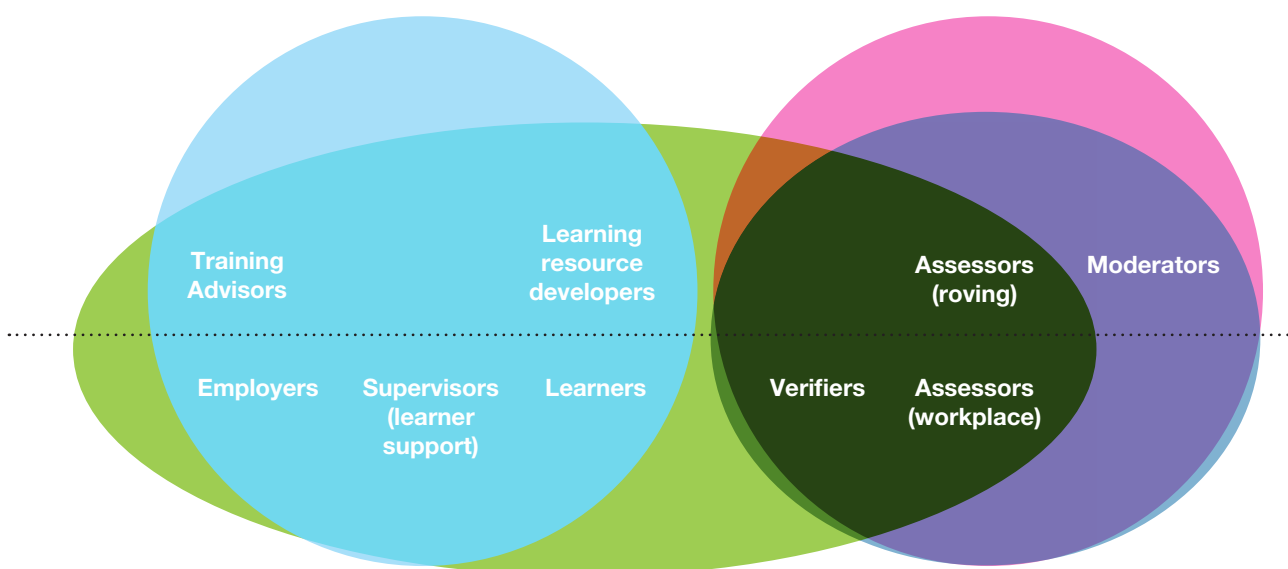 Training
Advisors
Learning
resource
developers
Assessors
(roving)
Moderators
Employers
Supervisors
(learner
support)
Learners
Verifiers
Assessors
(workplace)